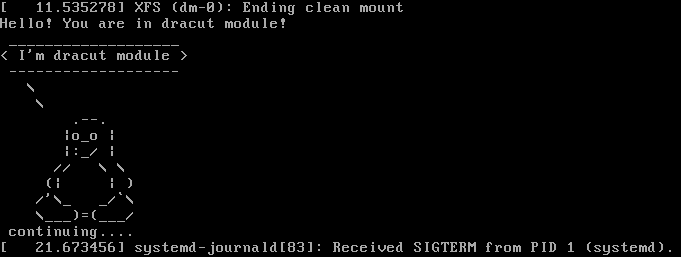 [   11.535278] XFS (dm-0): Ending clean mount
Hello! You are in dracut module!
 ___________________
< I'm dracut module >
 -------------------
   \
    \
        .--.
       |o_o |
       |:_/ |
      //   \ \
     (|     | )
    /'\_   _/`\
    \___)=(___/
 continuing....
[   21.673456] systemd-journald[83]: Received SIGTERM from PID 1 (systemd).